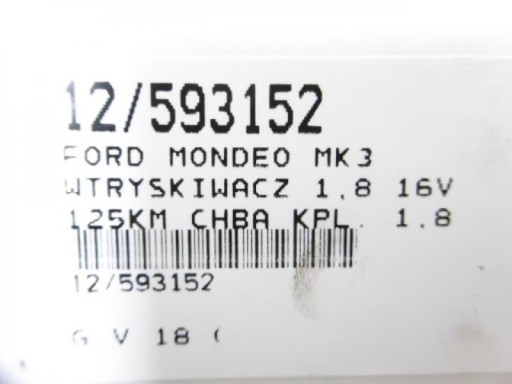 12/593152
FORD MONDEO MK3
WTRYSKIWACZ 1,8 16V
125KM CHBA KPL. 1.8
12/593152
G V 18 (